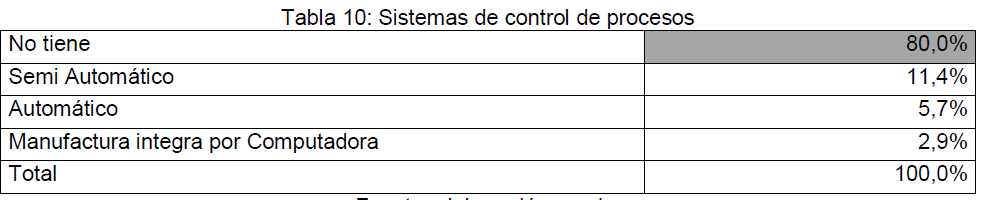 Tabla 10: Sistemas de control de procesos
No tiene 80,0%
Semi Automático 11,4%
Automático 5,7%
Manufactura integra por Computadora 2,9%
Total 100,0%